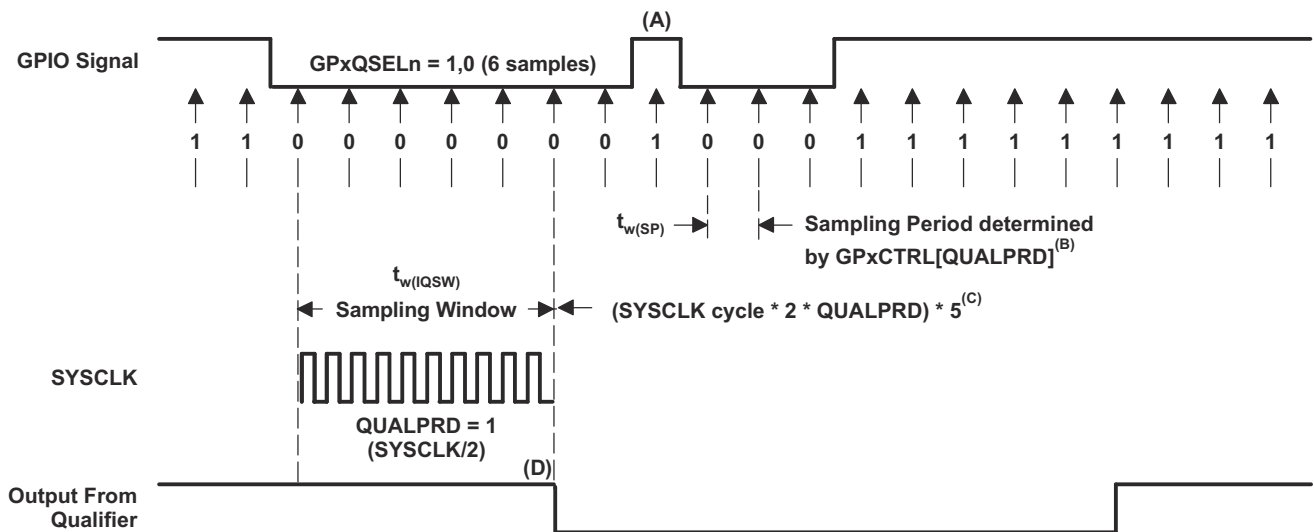 (A)
GPIO Signal
GPxQSELn = 1,0 (6 samples)
1 1 0 0 0 0 0 0 0 1 0 0 0 1 1 1 1 1 1 1 1 1
tw(SP)
Sampling Period determined
by GPxCTRL[QUALPRD](B)
tw(IQSW)
Sampling Window
(SYSCLK cycle * 2 * QUALPRD) * 5(C)
SYSCLK
QUALPRD = 1
(SYSCLK/2)
(D)
Output From
Qualifier